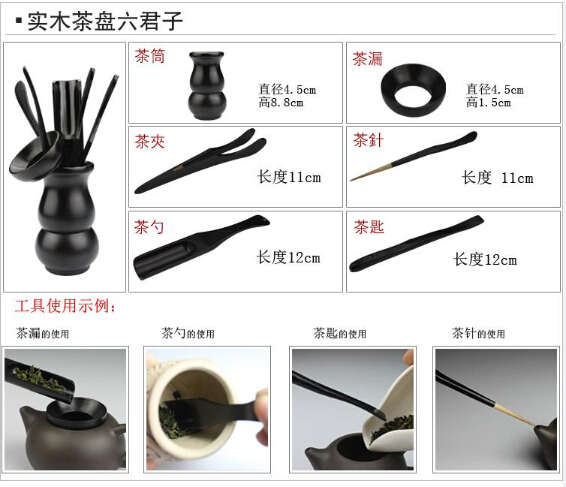 实木茶盘六君子
茶筒
直径4.5cm
高8.8cm
茶漏
直径4.5cm
高1.5cm
茶夾
长度11cm
茶針
长度 11cm
茶勺
长度12cm
茶匙
长度12cm
工具使用示例：
茶漏的使用
茶勺的使用
茶匙的使用
茶针的使用